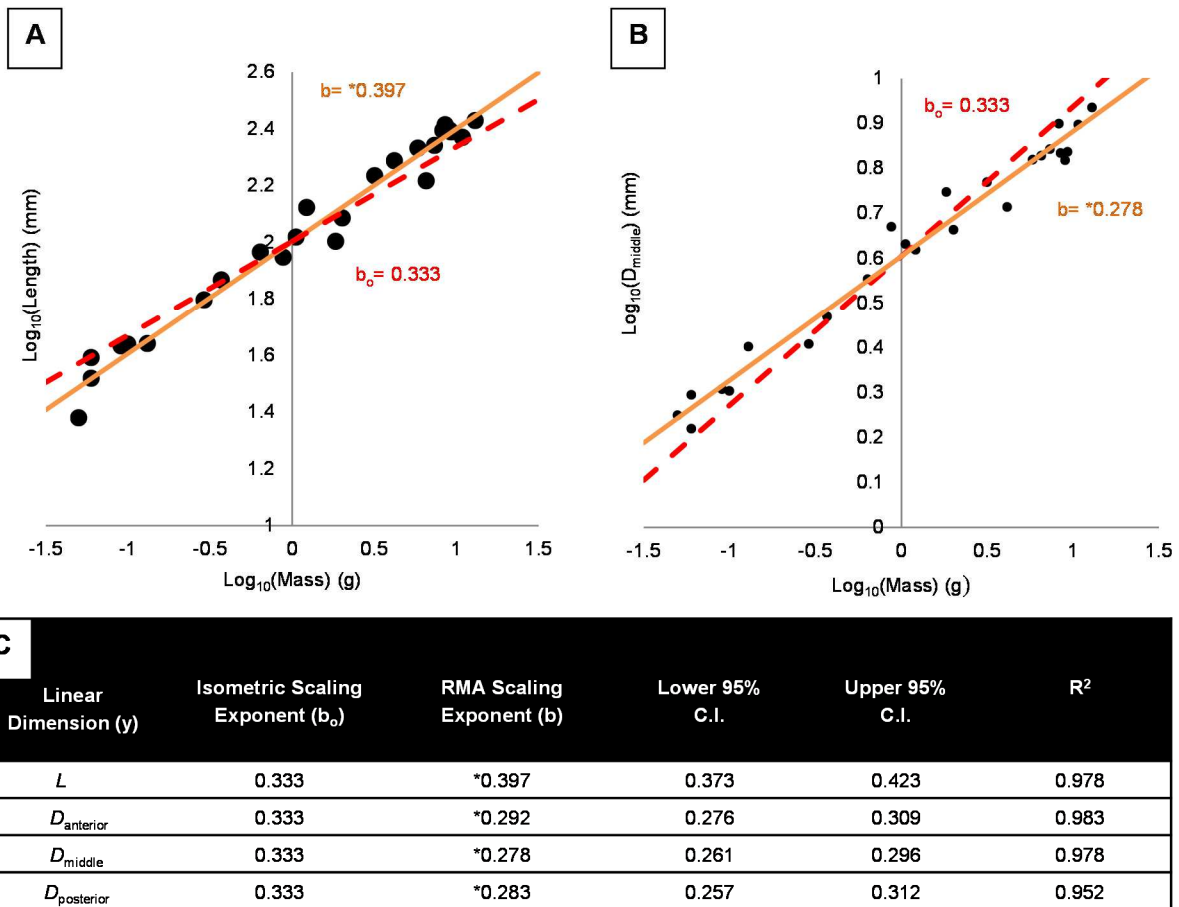 A
b= *0.397
b₀= 0.333
Log₁₀(Length) (mm)
2.6
2.4
2.2
2
1.8
1.6
1.4
1.2
1
-1.5 -1 -0.5 0 0.5 1 1.5
Log₁₀(Mass) (g)
B
b₀ = 0.333
b= *0.278
Log₁₀(D_middle) (mm)
1
0.9
0.8
0.7
0.6
0.5
0.4
0.3
0.2
0.1
0
-1.5 -1 -0.5 0 0.5 1 1.5
Log₁₀(Mass) (g)
C
Linear Dimension (y) Isometric Scaling Exponent (b₀) RMA Scaling Exponent (b) Lower 95% C.I. Upper 95% C.I. R²
L 0.333 *0.397 0.373 0.423 0.978
D_anterior 0.333 *0.292 0.276 0.309 0.983
D_middle 0.333 *0.278 0.261 0.296 0.978
D_posterior 0.333 *0.283 0.257 0.312 0.952